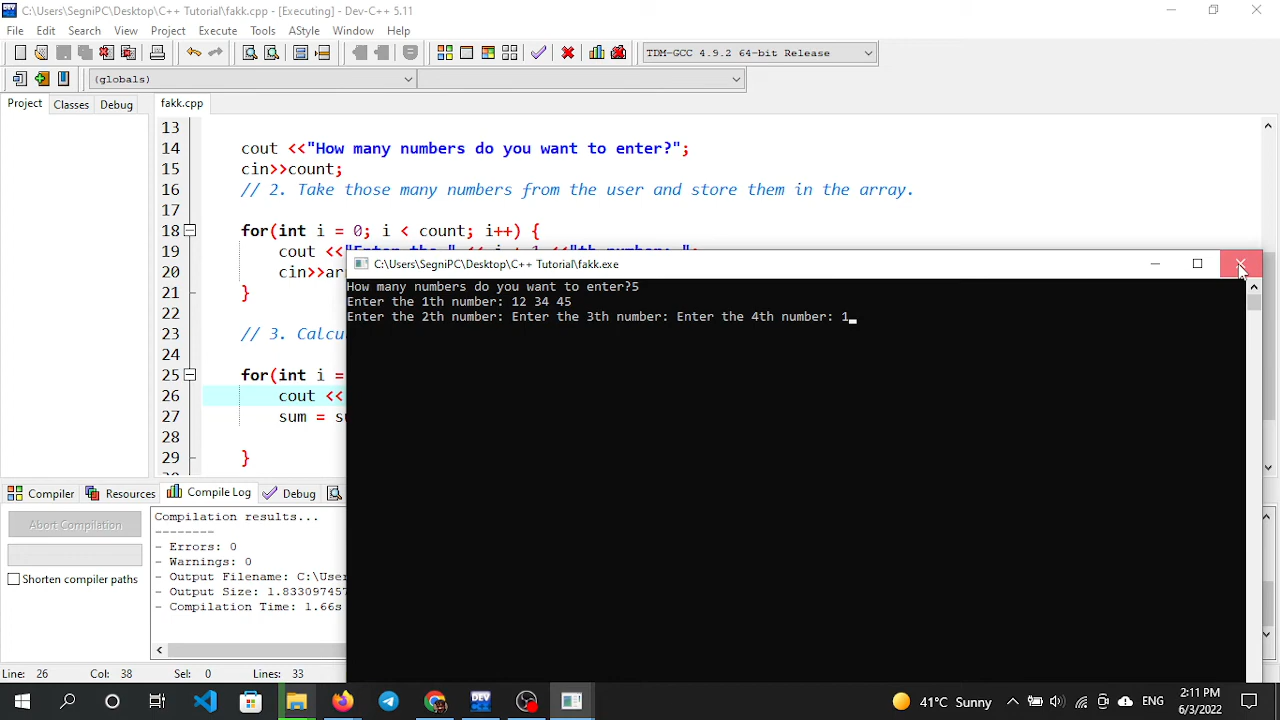 C:\Users\SegniPC\Desktop\C++ Tutorial\fakk.cpp - [Executing] - Dev-C++ 5.11
File Edit Search View Project Execute Tools AStyle Window Help
TDM-GCC 4.9.2 64-bit Release
(globals)
Project Classes Debug fakk.cpp
13
14 cout <<"How many numbers do you want to enter?";
15 cin>>count;
16 // 2. Take those many numbers from the user and store them in the array.
17
18 for(int i = 0; i < count; i++) {
19 cout <<"Enter the " << i + 1 <<"th number: ";
20 cin>>ar
21 }
22
23 // 3. Calcu
24
25 for(int i =
26 cout <<
27 sum = s
28
29 }
C:\Users\SegniPC\Desktop\C++ Tutorial\fakk.exe
How many numbers do you want to enter?5
Enter the 1th number: 12 34 45
Enter the 2th number: Enter the 3th number: Enter the 4th number: 1
Compiler Resources Compile Log Debug
Abort Compilation
Shorten compiler paths
Compilation results...
--------
- Errors: 0
- Warnings: 0
- Output Filename: C:\User
- Output Size: 1.833097457
- Compilation Time: 1.66s
Line: 26 Col: 38 Sel: 0 Lines: 33
DEV
41°C Sunny
ENG
2:11 PM
6/3/2022